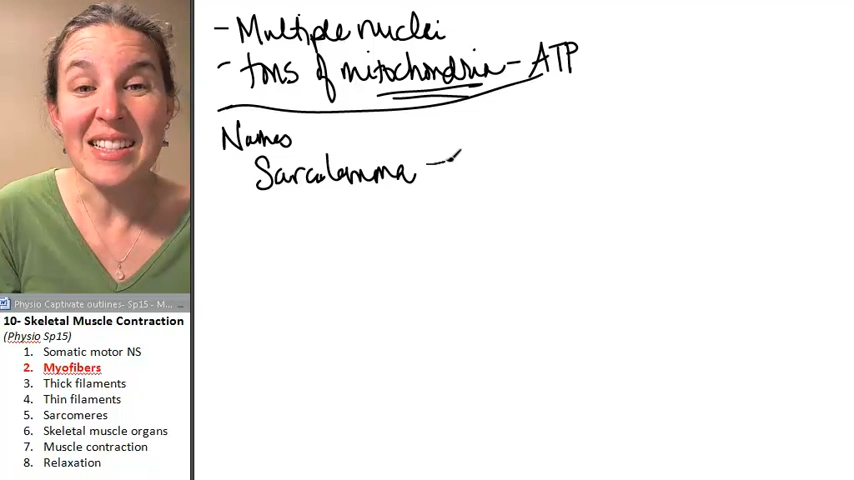 - Multiple nuclei
- tons of mitochondria - ATP
Names
Sarcolemma -
Physio Captivate outlines- Sp15 - M...
10- Skeletal Muscle Contraction
(Physio Sp15)
1. Somatic motor NS
2. Myofibers
3. Thick filaments
4. Thin filaments
5. Sarcomeres
6. Skeletal muscle organs
7. Muscle contraction
8. Relaxation